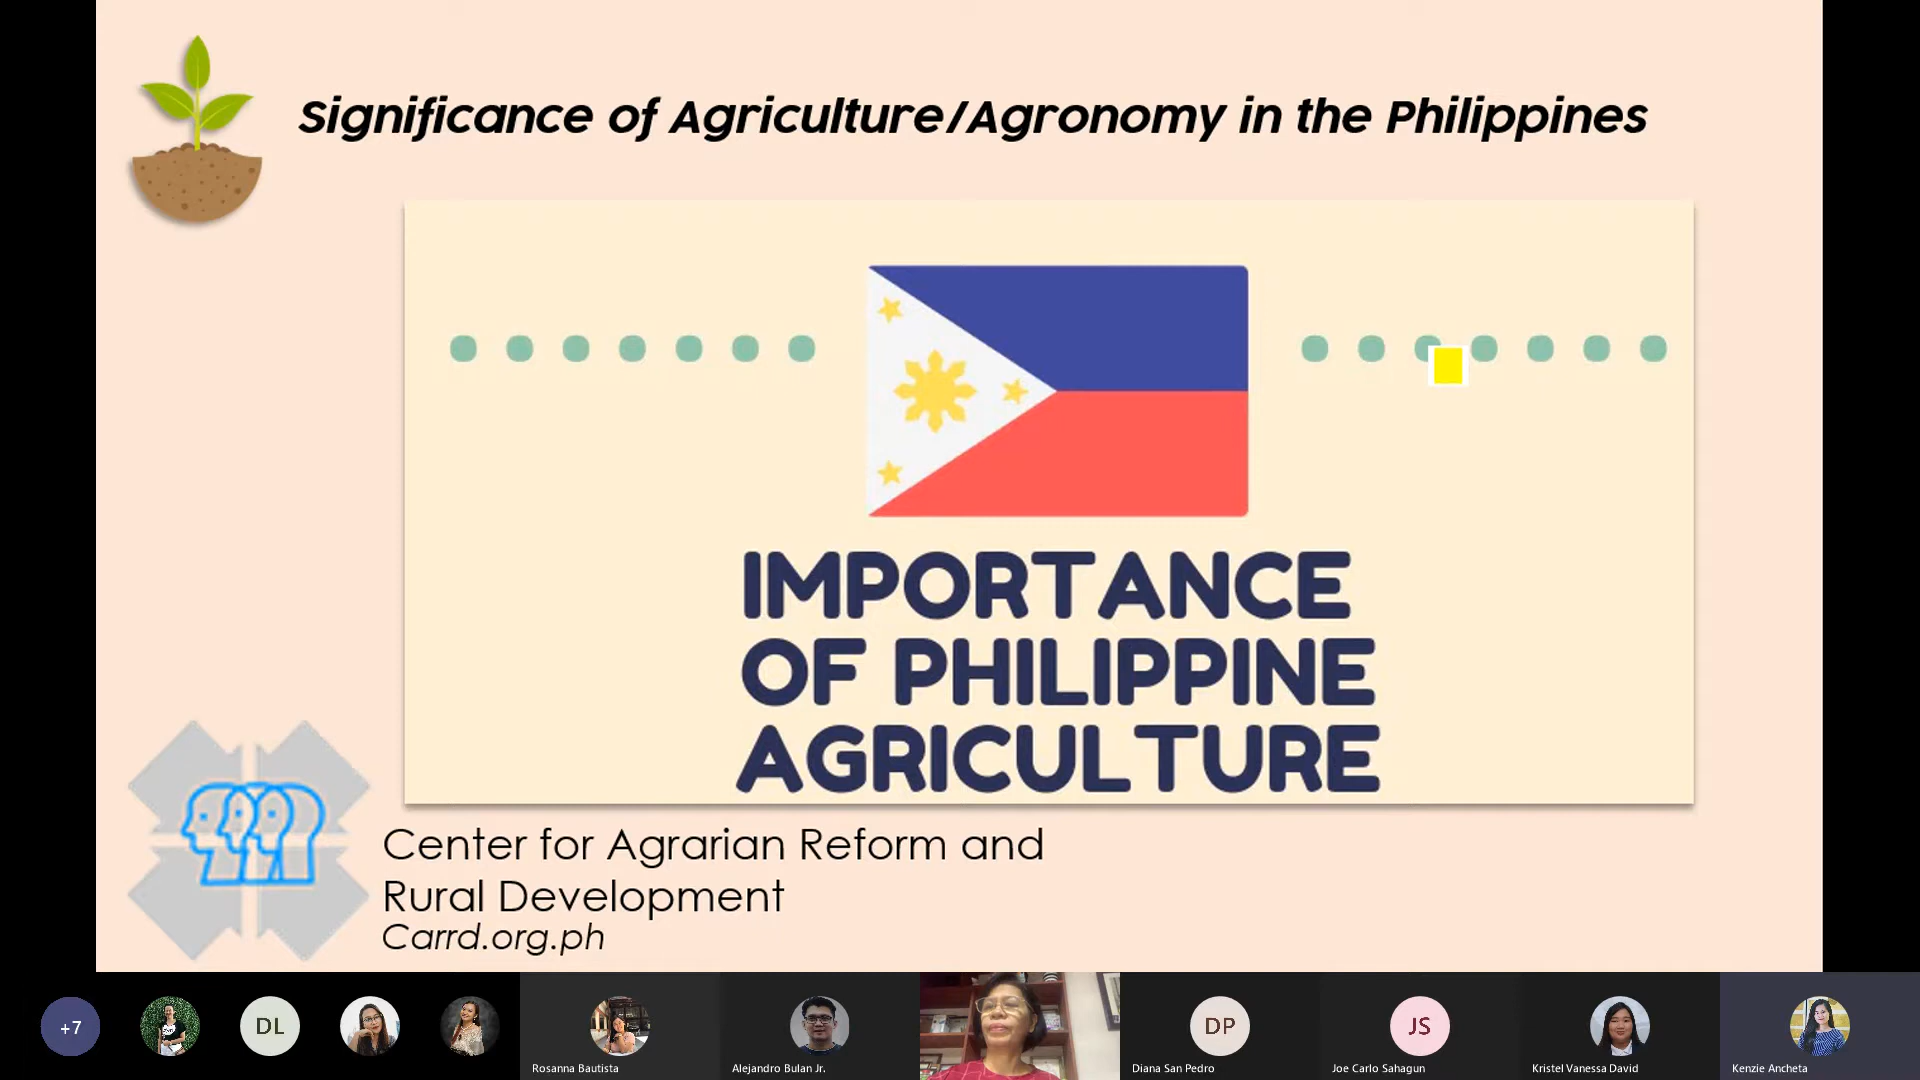 Significance of Agriculture/Agronomy in the Philippines
IMPORTANCE
OF PHILIPPINE
AGRICULTURE
Center for Agrarian Reform and
Rural Development
Carrd.org.ph
+7
DL
DP
JS
Rosanna Bautista
Alejandro Bulan Jr.
Diana San Pedro
Joe Carlo Sahagun
Kristel Vanessa David
Kenzie Ancheta